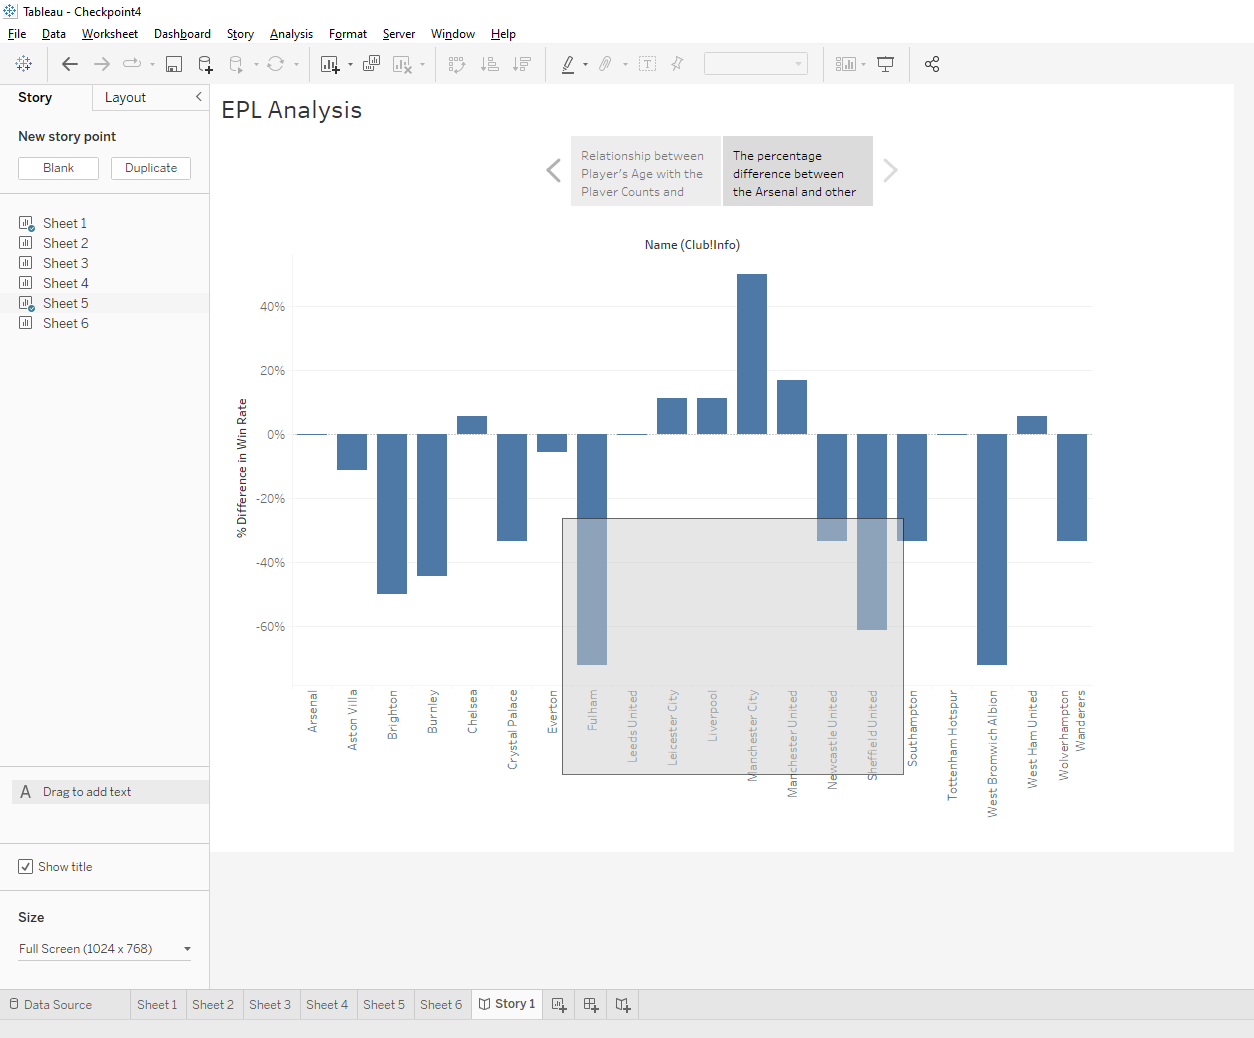 Tableau - Checkpoint4
File Data Worksheet Dashboard Story Analysis Format Server Window Help
Story Layout
New story point
Blank Duplicate
Sheet 1
Sheet 2
Sheet 3
Sheet 4
Sheet 5
Sheet 6
A Drag to add text
Show title
Size
Full Screen (1024 x 768)
EPL Analysis
Relationship between
Player's Age with the
Player Counts and
The percentage
difference between
the Arsenal and other
Name (Club!Info)
% Difference in Win Rate
40%
20%
0%
-20%
-40%
-60%
Arsenal
Aston Villa
Brighton
Burnley
Chelsea
Crystal Palace
Everton
Fulham
Leeds United
Leicester City
Liverpool
Manchester City
Manchester United
Newcastle United
Sheffield United
Southampton
Tottenham Hotspur
West Bromwich Albion
West Ham United
Wolverhampton
Wanderers
Data Source Sheet 1 Sheet 2 Sheet 3 Sheet 4 Sheet 5 Sheet 6 Story 1